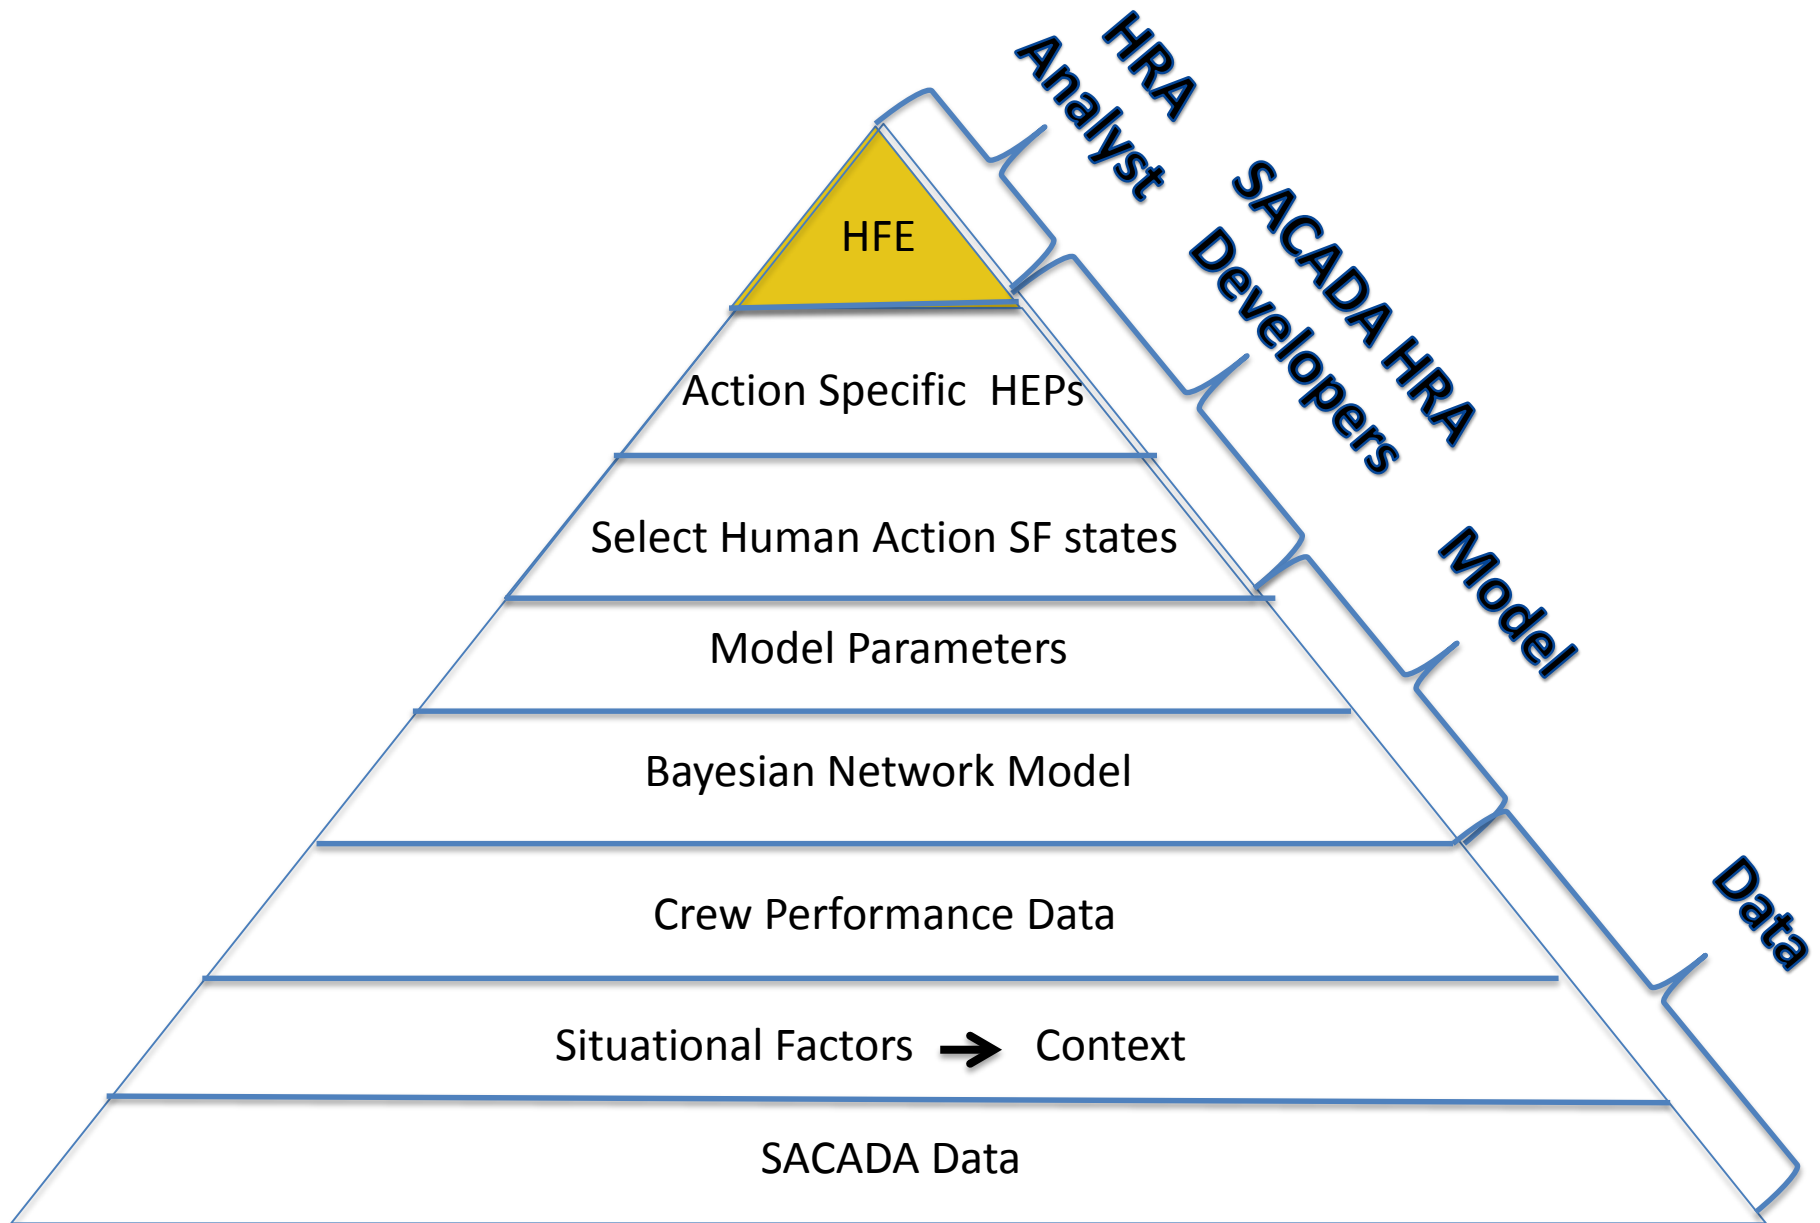 HRA
Analyst
SACADA HRA
Developers
HFE
Action Specific HEPs
Select Human Action SF states
Model
Model Parameters
Bayesian Network Model
Crew Performance Data
Data
Situational Factors → Context
SACADA Data